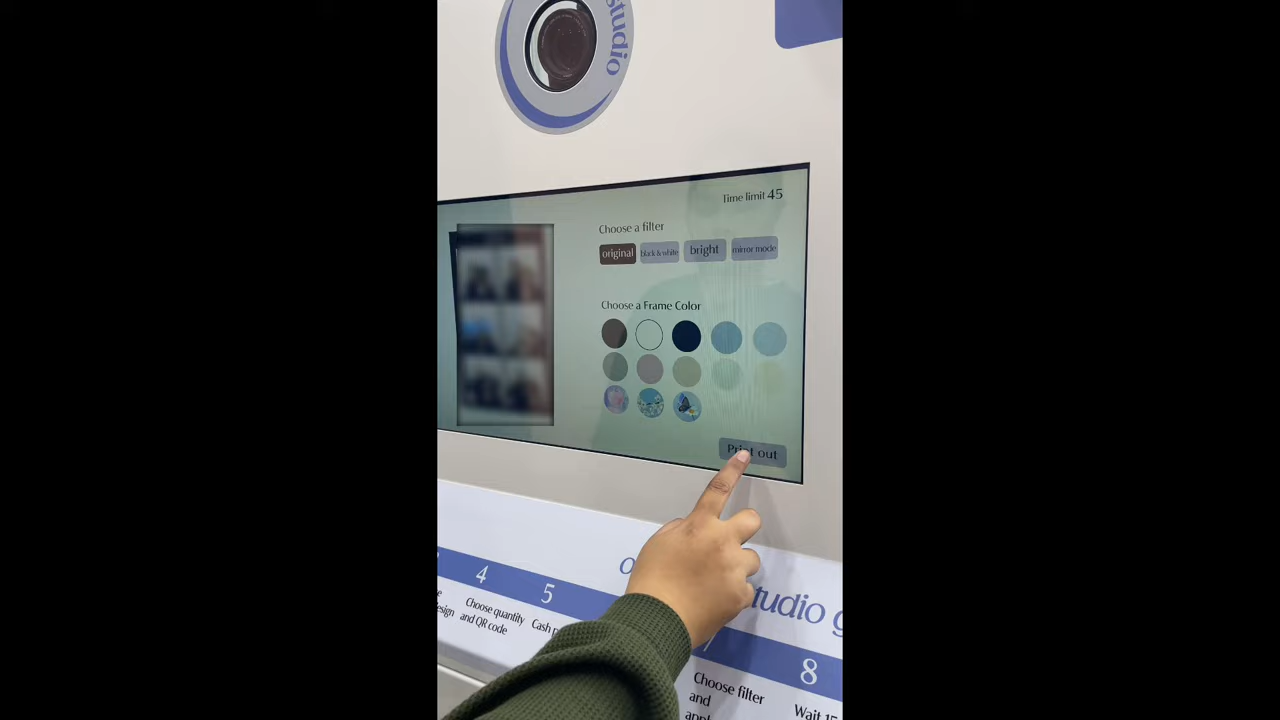 studio
Time limit 45
Choose a filter
original
black & white
bright
mirror mode
Choose a Frame Color
Print out
studio
4
Choose quantity
and QR code
5
Cash
8
Choose filter
and
Wait